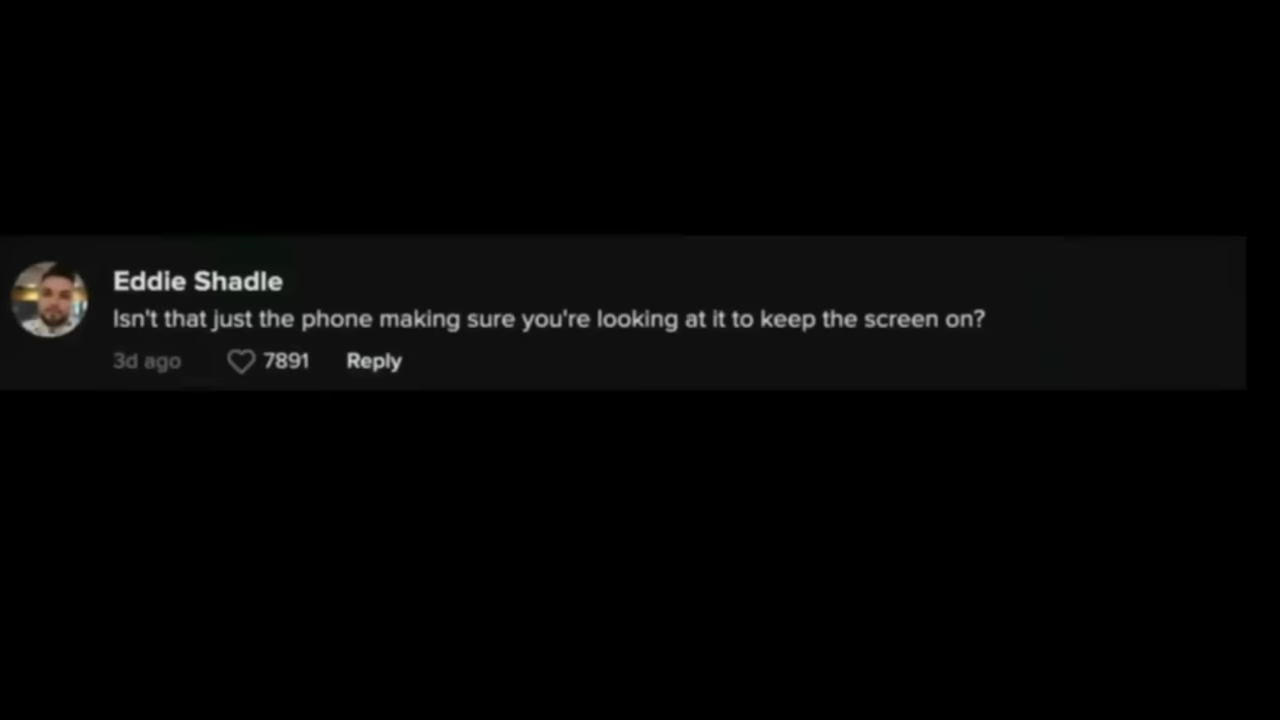 Eddie Shadle
Isn't that just the phone making sure you're looking at it to keep the screen on?
3d ago 7891 Reply